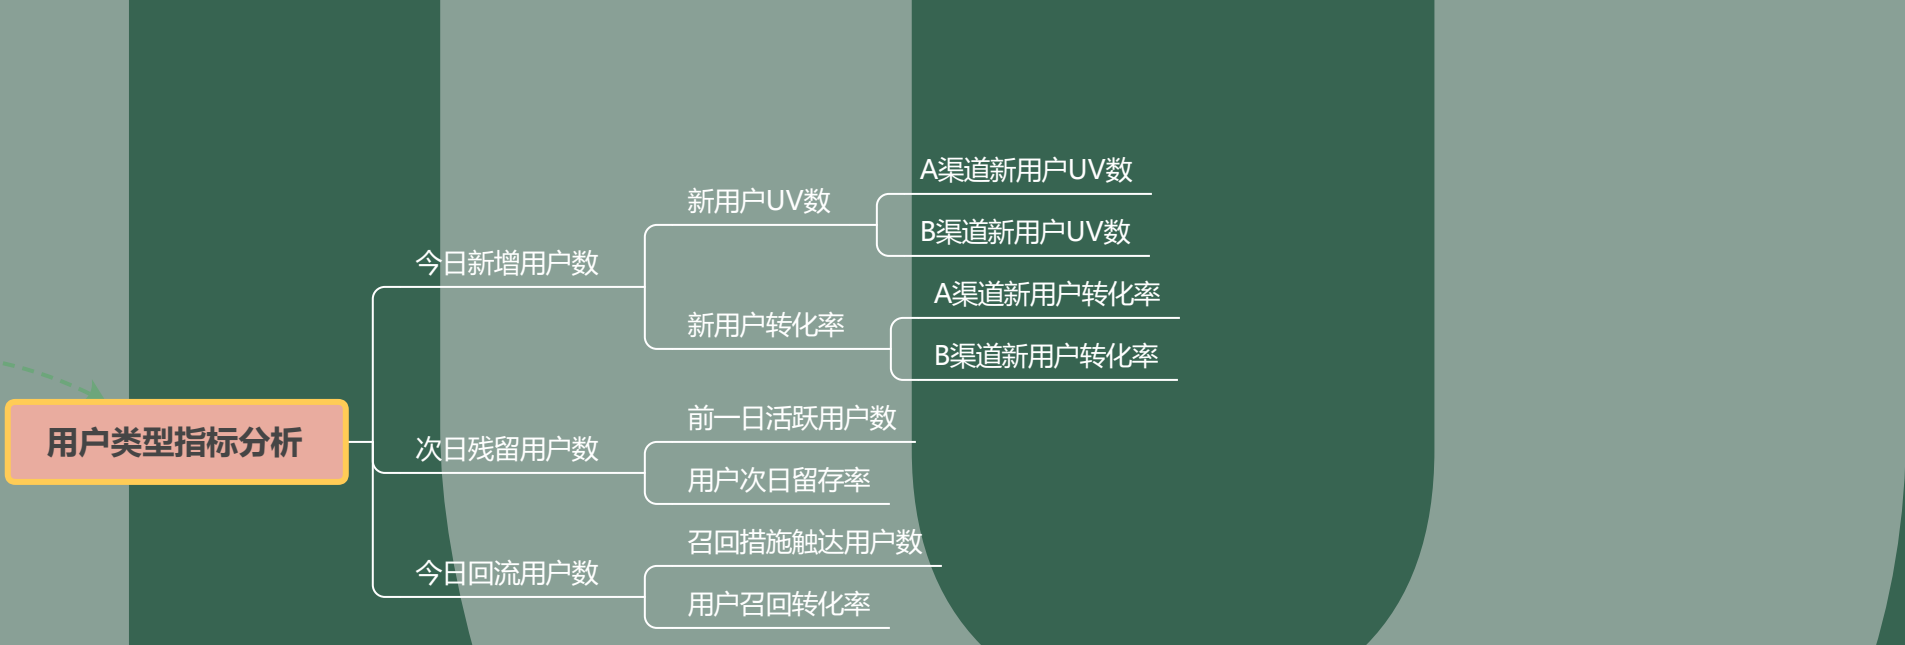 用户类型指标分析
今日新增用户数
新用户UV数
A渠道新用户UV数
B渠道新用户UV数
新用户转化率
A渠道新用户转化率
B渠道新用户转化率
次日残留用户数
前一日活跃用户数
用户次日留存率
今日回流用户数
召回措施触达用户数
用户召回转化率